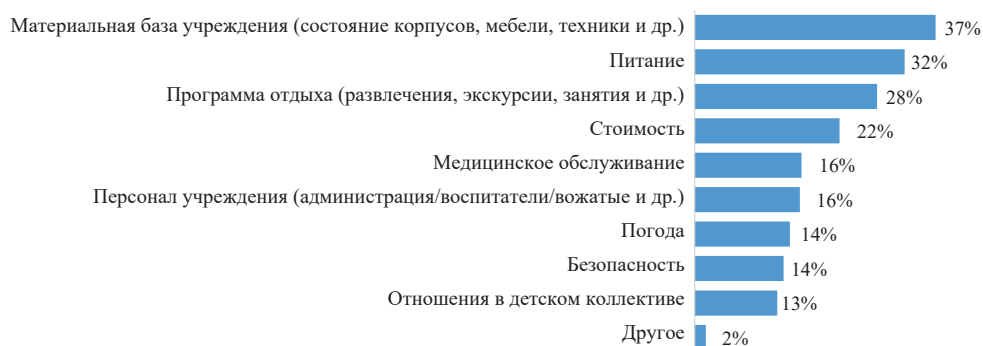 Материальная база учреждения (состояние корпусов, мебели, техники и др.) 37%
Питание 32%
Программа отдыха (развлечения, экскурсии, занятия и др.) 28%
Стоимость 22%
Медицинское обслуживание 16%
Персонал учреждения (администрация/воспитатели/вожатые и др.) 16%
Погода 14%
Безопасность 14%
Отношения в детском коллективе 13%
Другое 2%